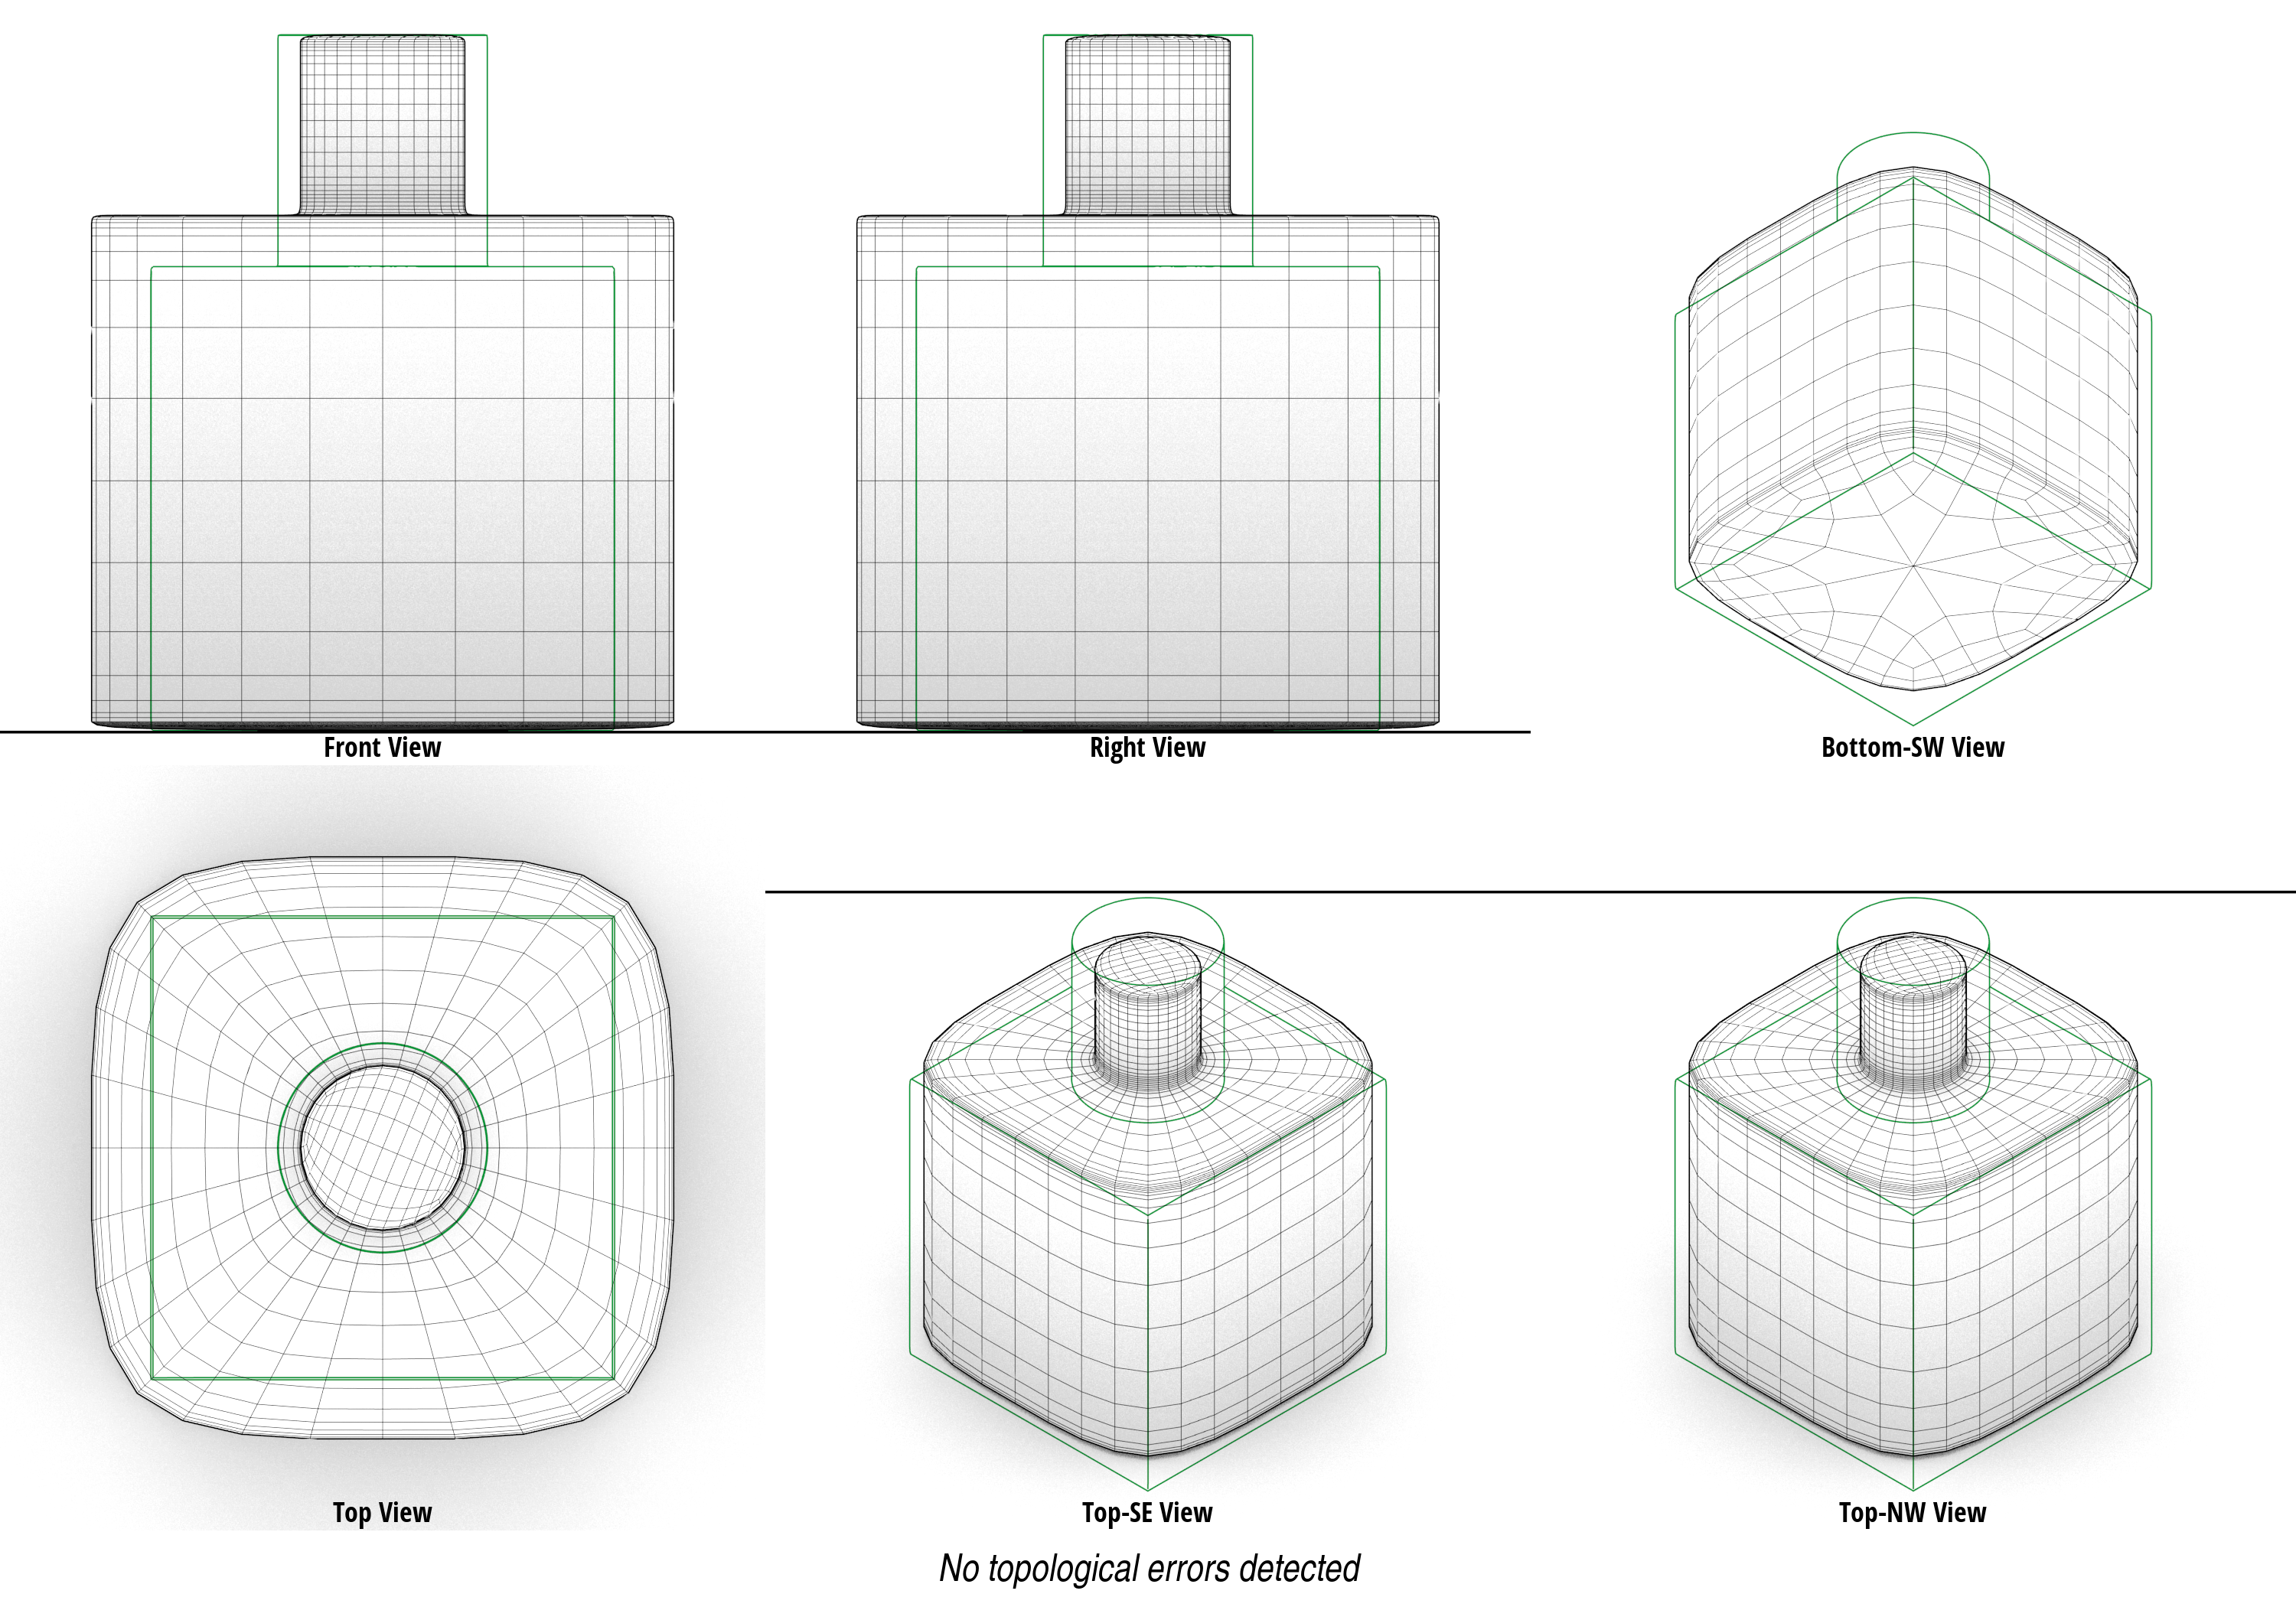 Front View
Right View
Bottom-SW View
Top View
Top-SE View
Top-NW View
No topological errors detected